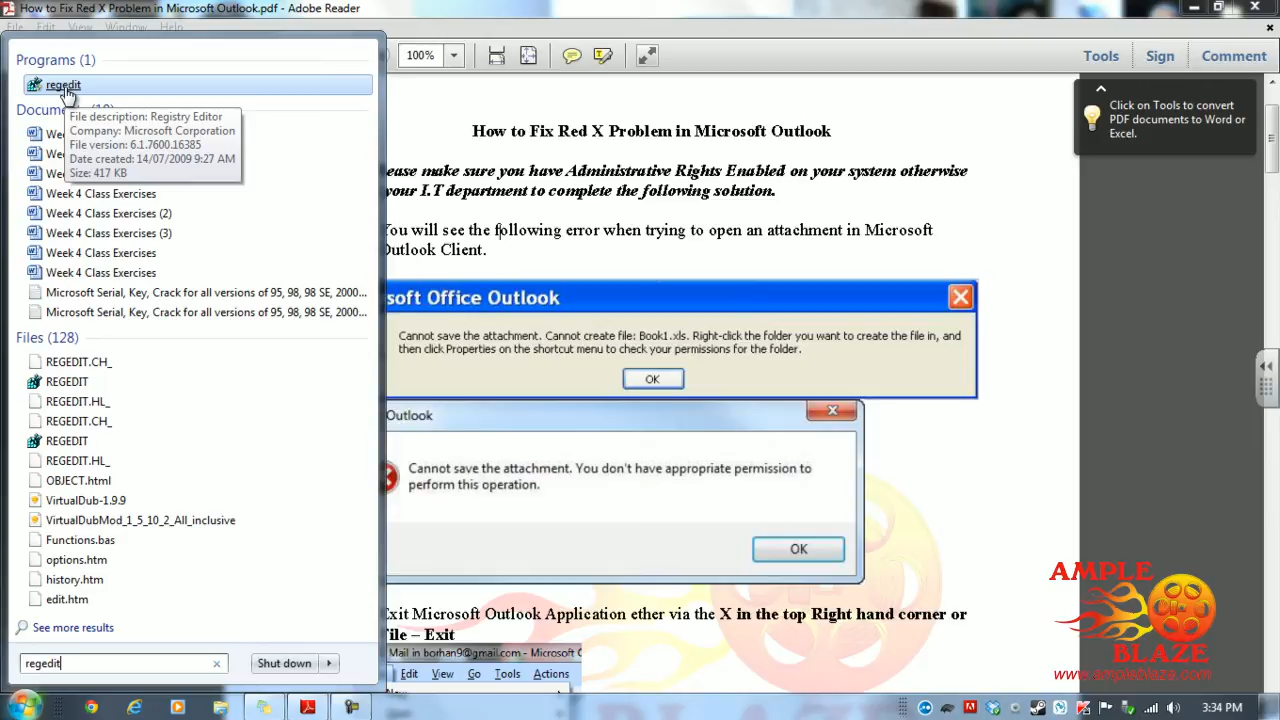 How to Fix Red X Problem in Microsoft Outlook.pdf - Adobe Reader
File Edit View Window Help
Programs (1)
regedit
File description: Registry Editor
Company: Microsoft Corporation
File version: 6.1.7600.16385
Date created: 14/07/2009 9:27 AM
Size: 417 KB
Week 4 Class Exercises
Week 4 Class Exercises (2)
Week 4 Class Exercises (3)
Week 4 Class Exercises
Week 4 Class Exercises
Microsoft Serial, Key, Crack for all versions of 95, 98, 98 SE, 2000...
Microsoft Serial, Key, Crack for all versions of 95, 98, 98 SE, 2000...
Files (128)
REGEDIT.CH_
REGEDIT
REGEDIT.HL_
REGEDIT.CH_
REGEDIT
REGEDIT.HL_
OBJECT.html
VirtualDub-1.9.9
VirtualDubMod_1_5_10_2_All_inclusive
Functions.bas
options.htm
history.htm
edit.htm
See more results
regedit
Shut down
100%
Tools Sign Comment
Click on Tools to convert
PDF documents to Word or
Excel.
How to Fix Red X Problem in Microsoft Outlook
ease make sure you have Administrative Rights Enabled on your system otherwise
your I.T department to complete the following solution.
You will see the following error when trying to open an attachment in Microsoft
Outlook Client.
soft Office Outlook
Cannot save the attachment. Cannot create file: Book1.xls. Right-click the folder you want to create the file in, and
then click Properties on the shortcut menu to check your permissions for the folder.
OK
Outlook
Cannot save the attachment. You don't have appropriate permission to
perform this operation.
OK
Exit Microsoft Outlook Application ether via the X in the top Right hand corner or
File – Exit
Mail in borhan9@gmail.com - Microsoft O
Edit View Go Tools Actions
AMPLE
BLAZE
www.ampleblaze.com
3:34 PM